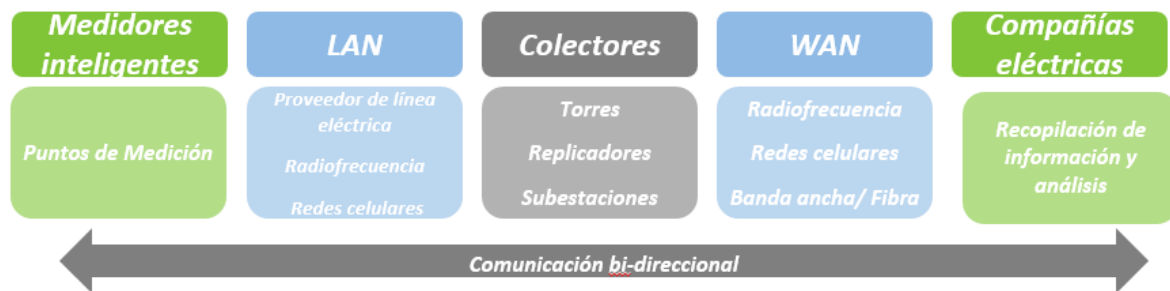 Medidores
inteligentes
LAN
Colectores
WAN
Compañías
eléctricas
Puntos de Medición
Proveedor de línea
eléctrica
Radiofrecuencia
Redes celulares
Torres
Replicadores
Subestaciones
Radiofrecuencia
Redes celulares
Banda ancha/ Fibra
Recopilación de
información y
análisis
Comunicación bi-direccional